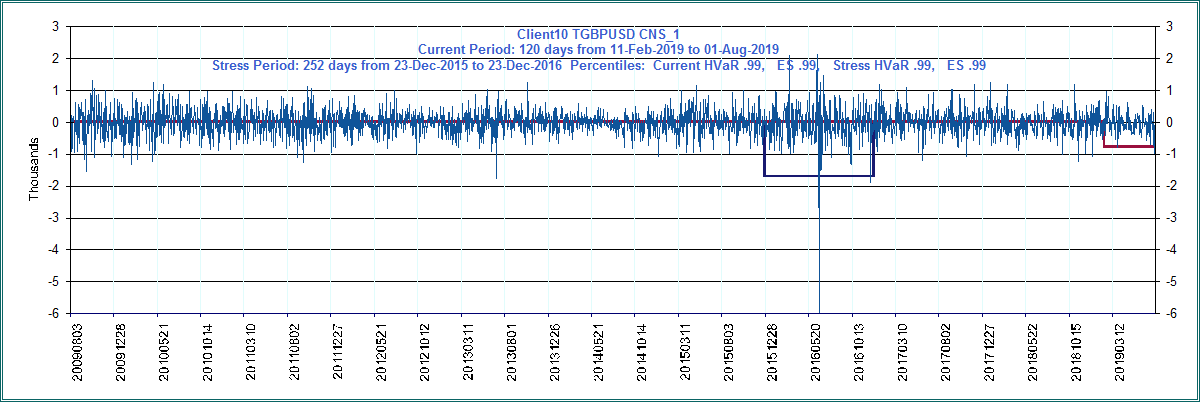 Client10 TGBPUSD CNS_1
Current Period: 120 days from 11-Feb-2019 to 01-Aug-2019
Stress Period: 252 days from 23-Dec-2015 to 23-Dec-2016 Percentiles: Current HVaR .99, ES .99, Stress HVaR .99, ES .99
3 3
2 2
1 1
0 0
-1 -1
-2 -2
-3 -3
-4 -4
-5 -5
-6 -6
Thousands
20090803 20091228 20100521 20101014 20110310 20110802 20111227 20120521 20121012 20130311 20130801 20131226 20140521 20141014 20150311 20150803 20151228 20160520 20161013 20170310 20170802 20171227 20180522 20181015 20190312